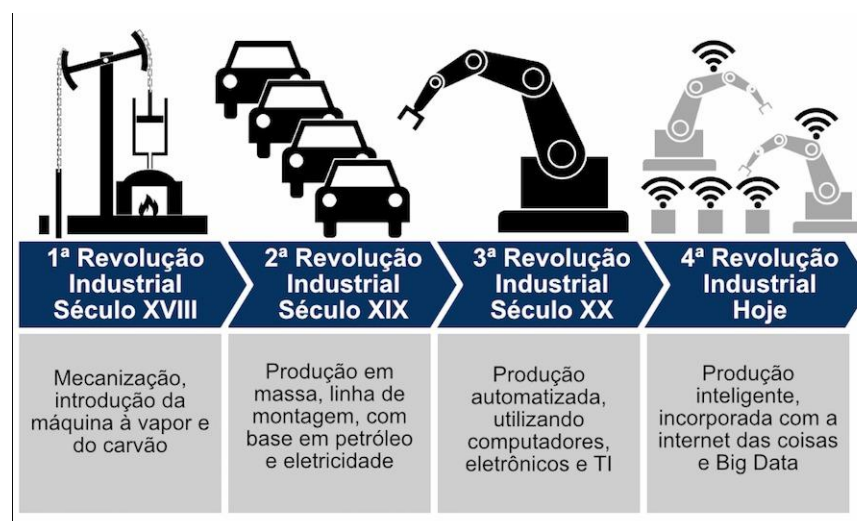 1ª Revolução
Industrial
Século XVIII
2ª Revolução
Industrial
Século XIX
3ª Revolução
Industrial
Século XX
4ª Revolução
Industrial
Hoje
Mecanização,
introdução da
máquina à vapor e
do carvão
Produção em
massa, linha de
montagem, com
base em petróleo
e eletricidade
Produção
automatizada,
utilizando
computadores,
eletrônicos e TI
Produção
inteligente,
incorporada com a
internet das coisas
e Big Data